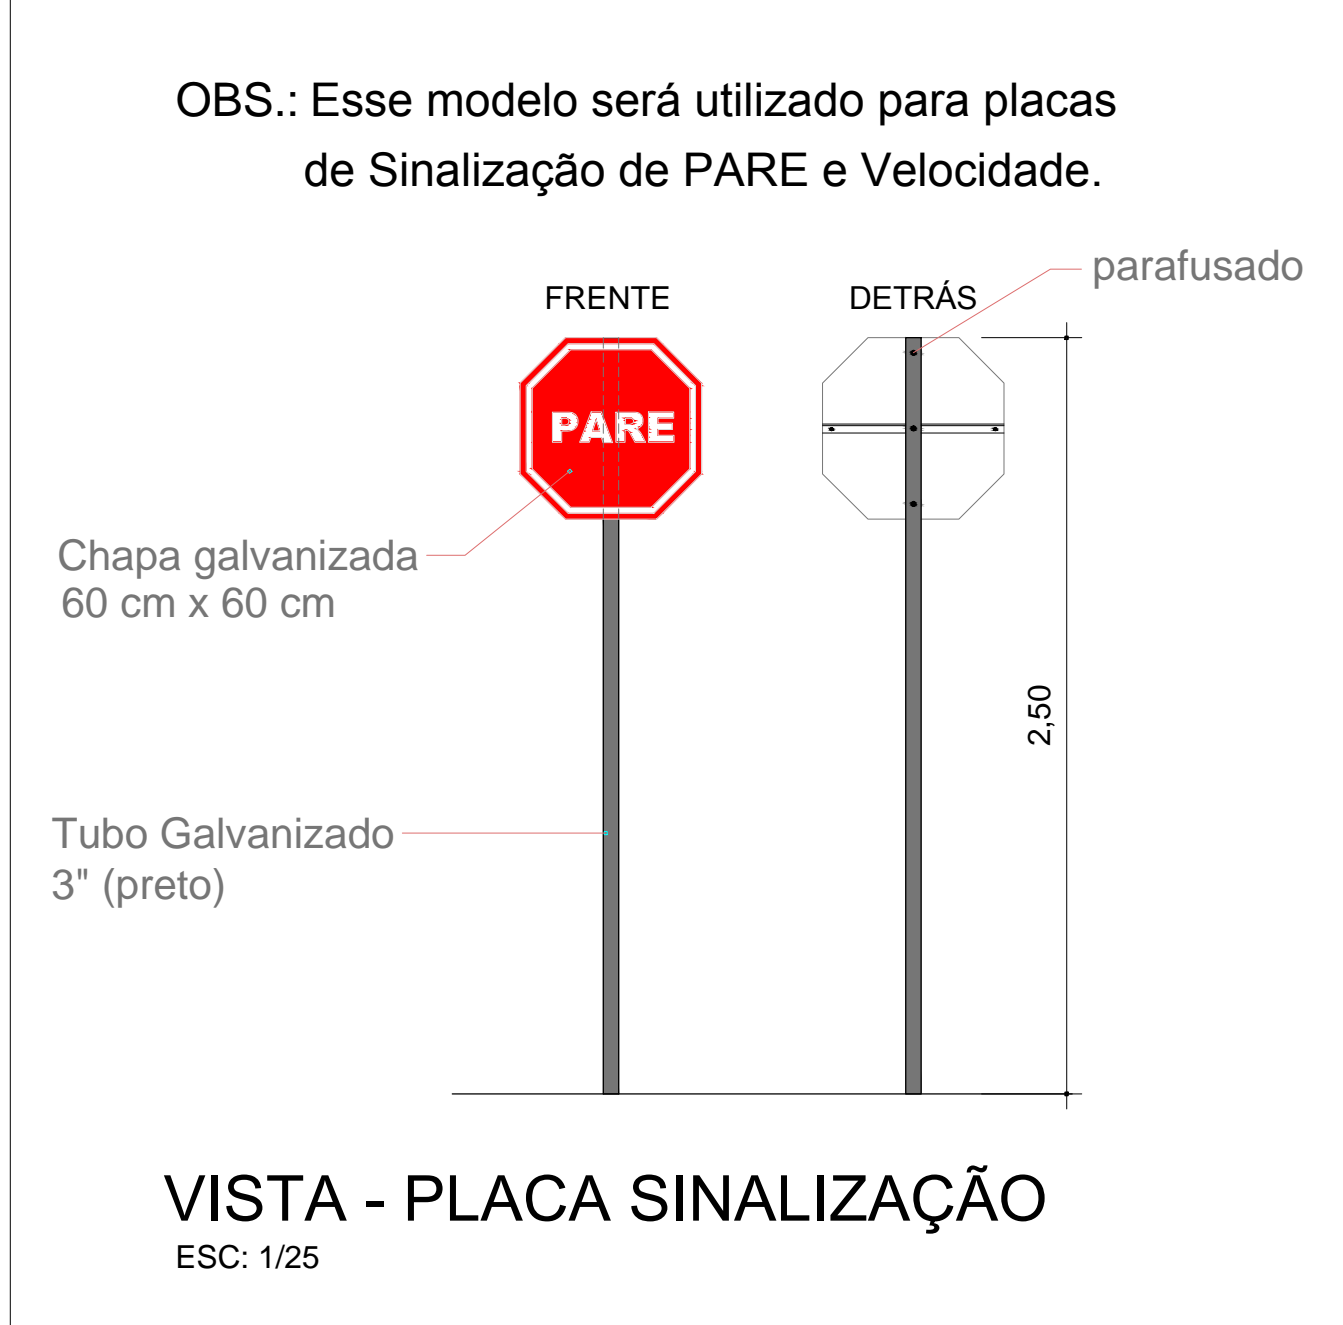 OBS.: Esse modelo será utilizado para placas
de Sinalização de PARE e Velocidade.
parafusado
FRENTE
DETRÁS
PARE
Chapa galvanizada
60 cm x 60 cm
2,50
Tubo Galvanizado
3" (preto)
VISTA - PLACA SINALIZAÇÃO
ESC: 1/25